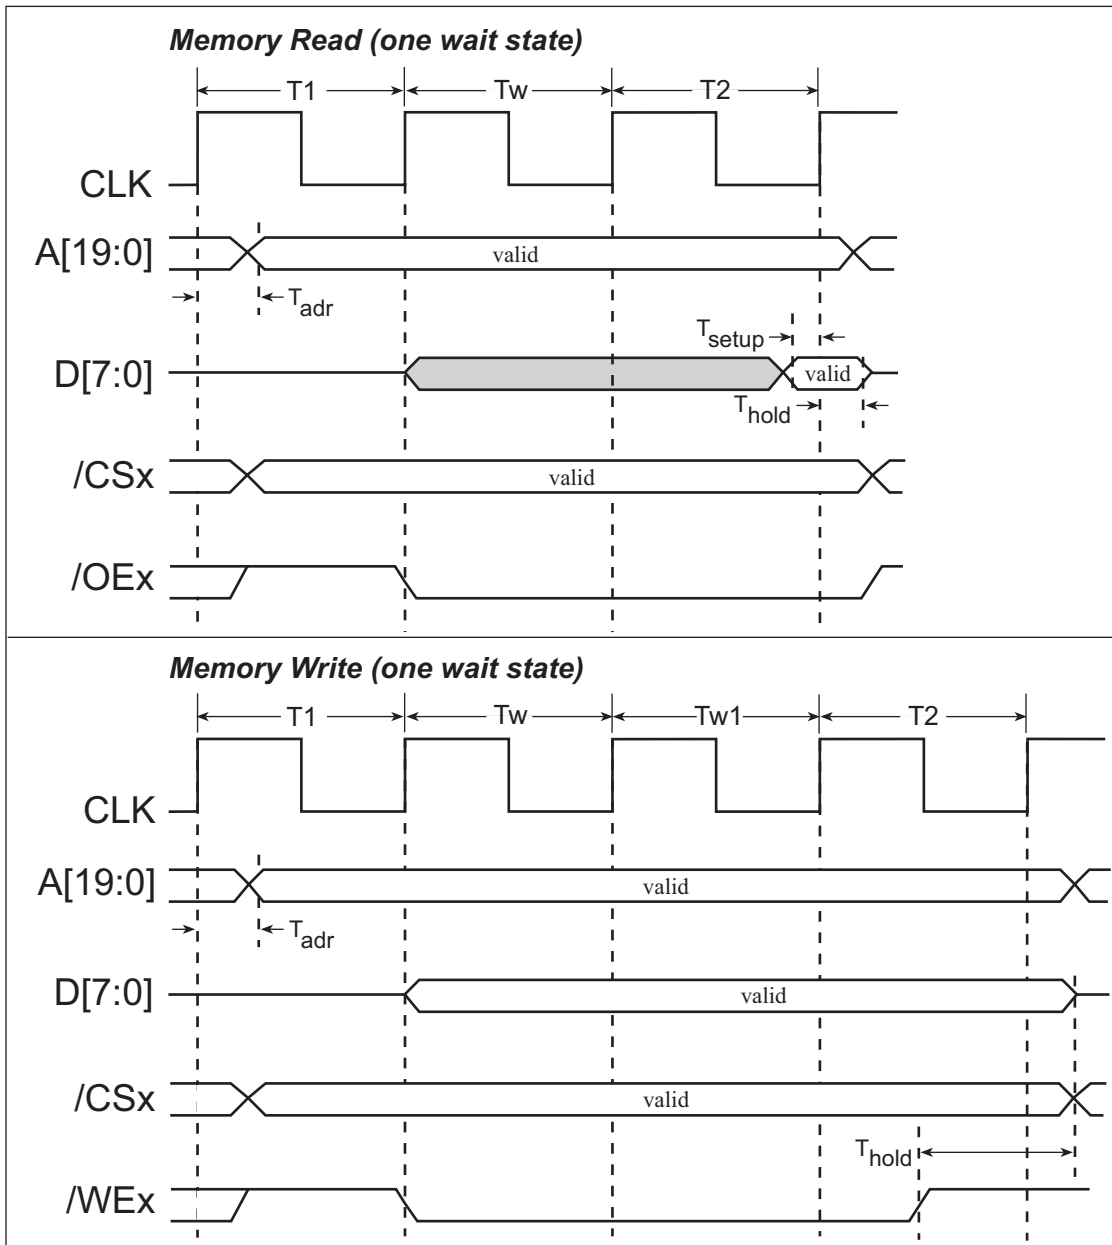 Memory Read (one wait state)
T1 Tw T2
CLK
A[19:0] valid
Tadr
Tsetup
D[7:0] valid
Thold
/CSx valid
/OEx
Memory Write (one wait state)
T1 Tw Tw1 T2
CLK
A[19:0] valid
Tadr
D[7:0] valid
/CSx valid
Thold
/WEx